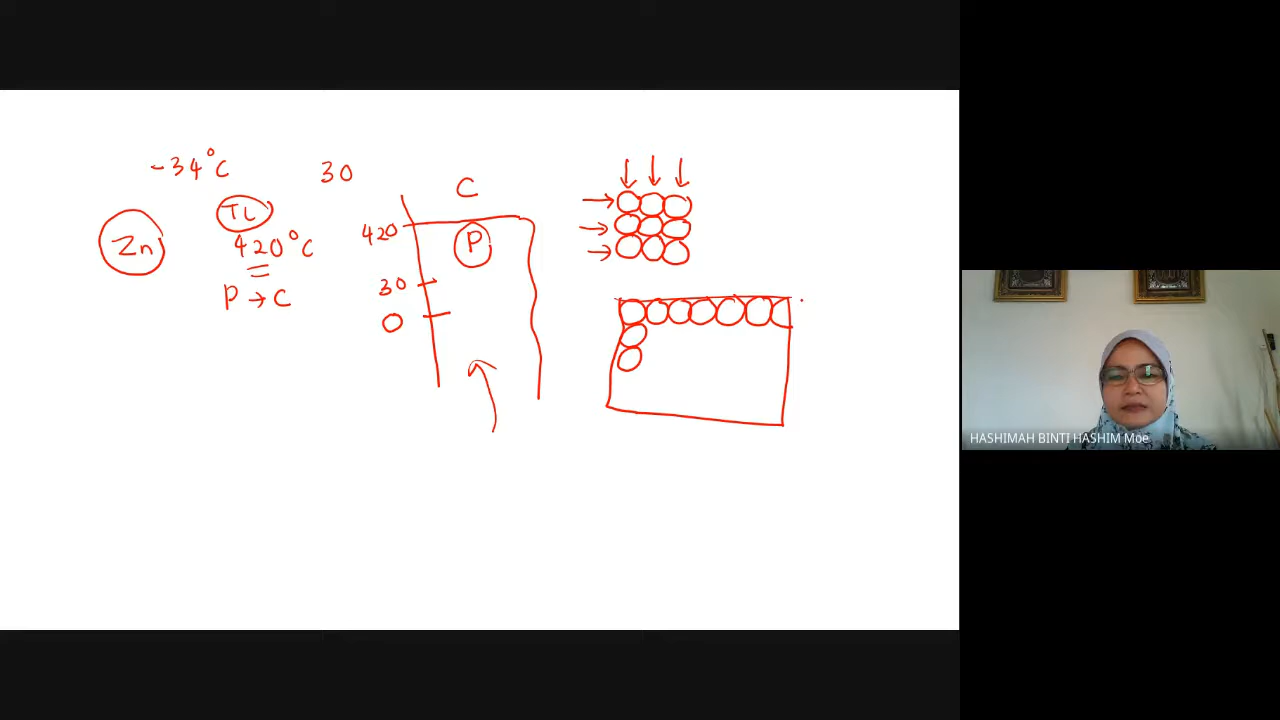 -34°C
30
Zn
TL
420°C
P → C
C
420
P
30
0
HASHIMAH BINTI HASHIM Moe